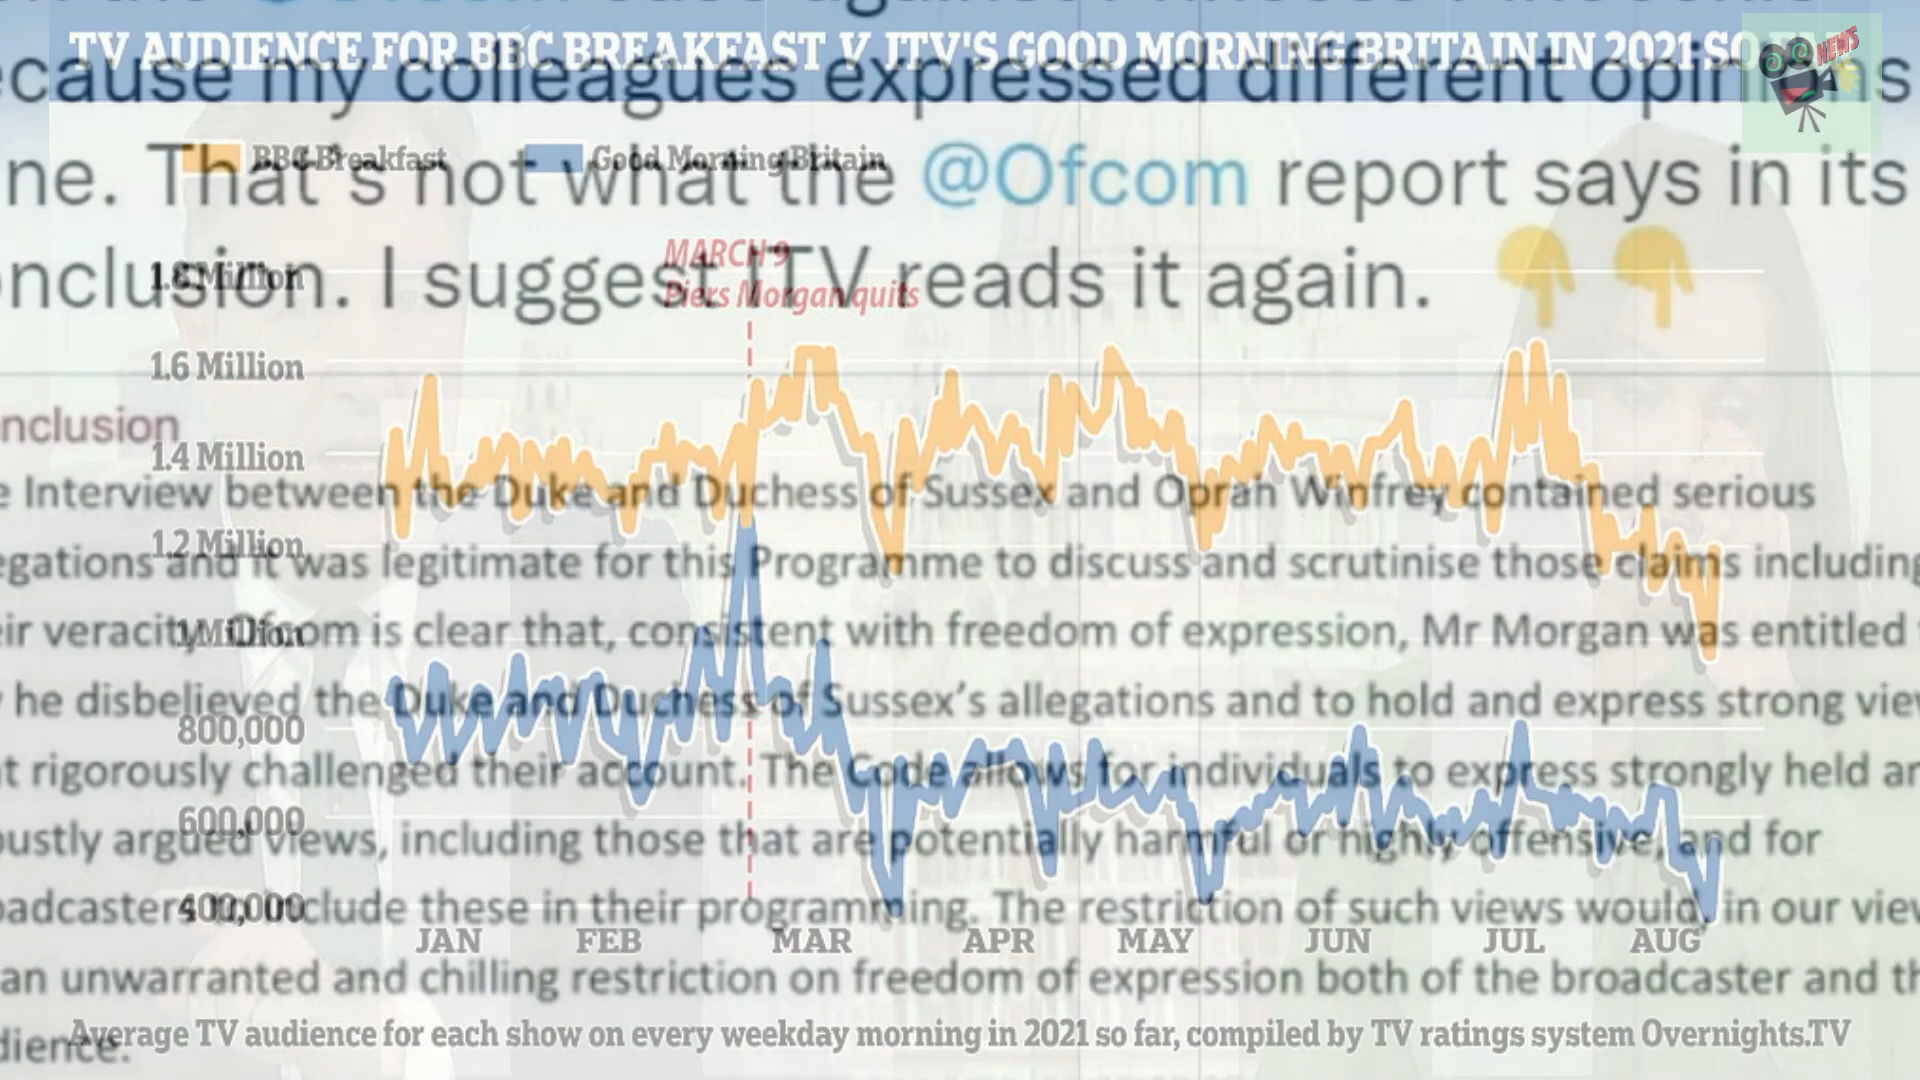 TV AUDIENCE FOR BBC BREAKFAST V ITV'S GOOD MORNING BRITAIN IN 2021 SO FAR
NEWS
cause my colleagues expressed different opinions
BBC Breakfast
Good Morning Britain
ne. That's not what the @Ofcom report says in its
MARCH 9
Piers Morgan quits
nclusion. I suggest ITV reads it again. 👇👇
1.8 Million
1.6 Million
nclusion
1.4 Million
e Interview between the Duke and Duchess of Sussex and Oprah Winfrey contained serious
1.2 Million
egations and it was legitimate for this Programme to discuss and scrutinise those claims including
1 Million
eir veracity. Ofcom is clear that, consistent with freedom of expression, Mr Morgan was entitled
he disbelieved the Duke and Duchess of Sussex's allegations and to hold and express strong view
800,000
t rigorously challenged their account. The Code allows for individuals to express strongly held an
600,000
ustly argued views, including those that are potentially harmful or highly offensive, and for
400,000
adcasters to include these in their programming. The restriction of such views would, in our view
JAN FEB MAR APR MAY JUN JUL AUG
an unwarranted and chilling restriction on freedom of expression both of the broadcaster and th
Average TV audience for each show on every weekday morning in 2021 so far, compiled by TV ratings system Overnights.TV
dience.